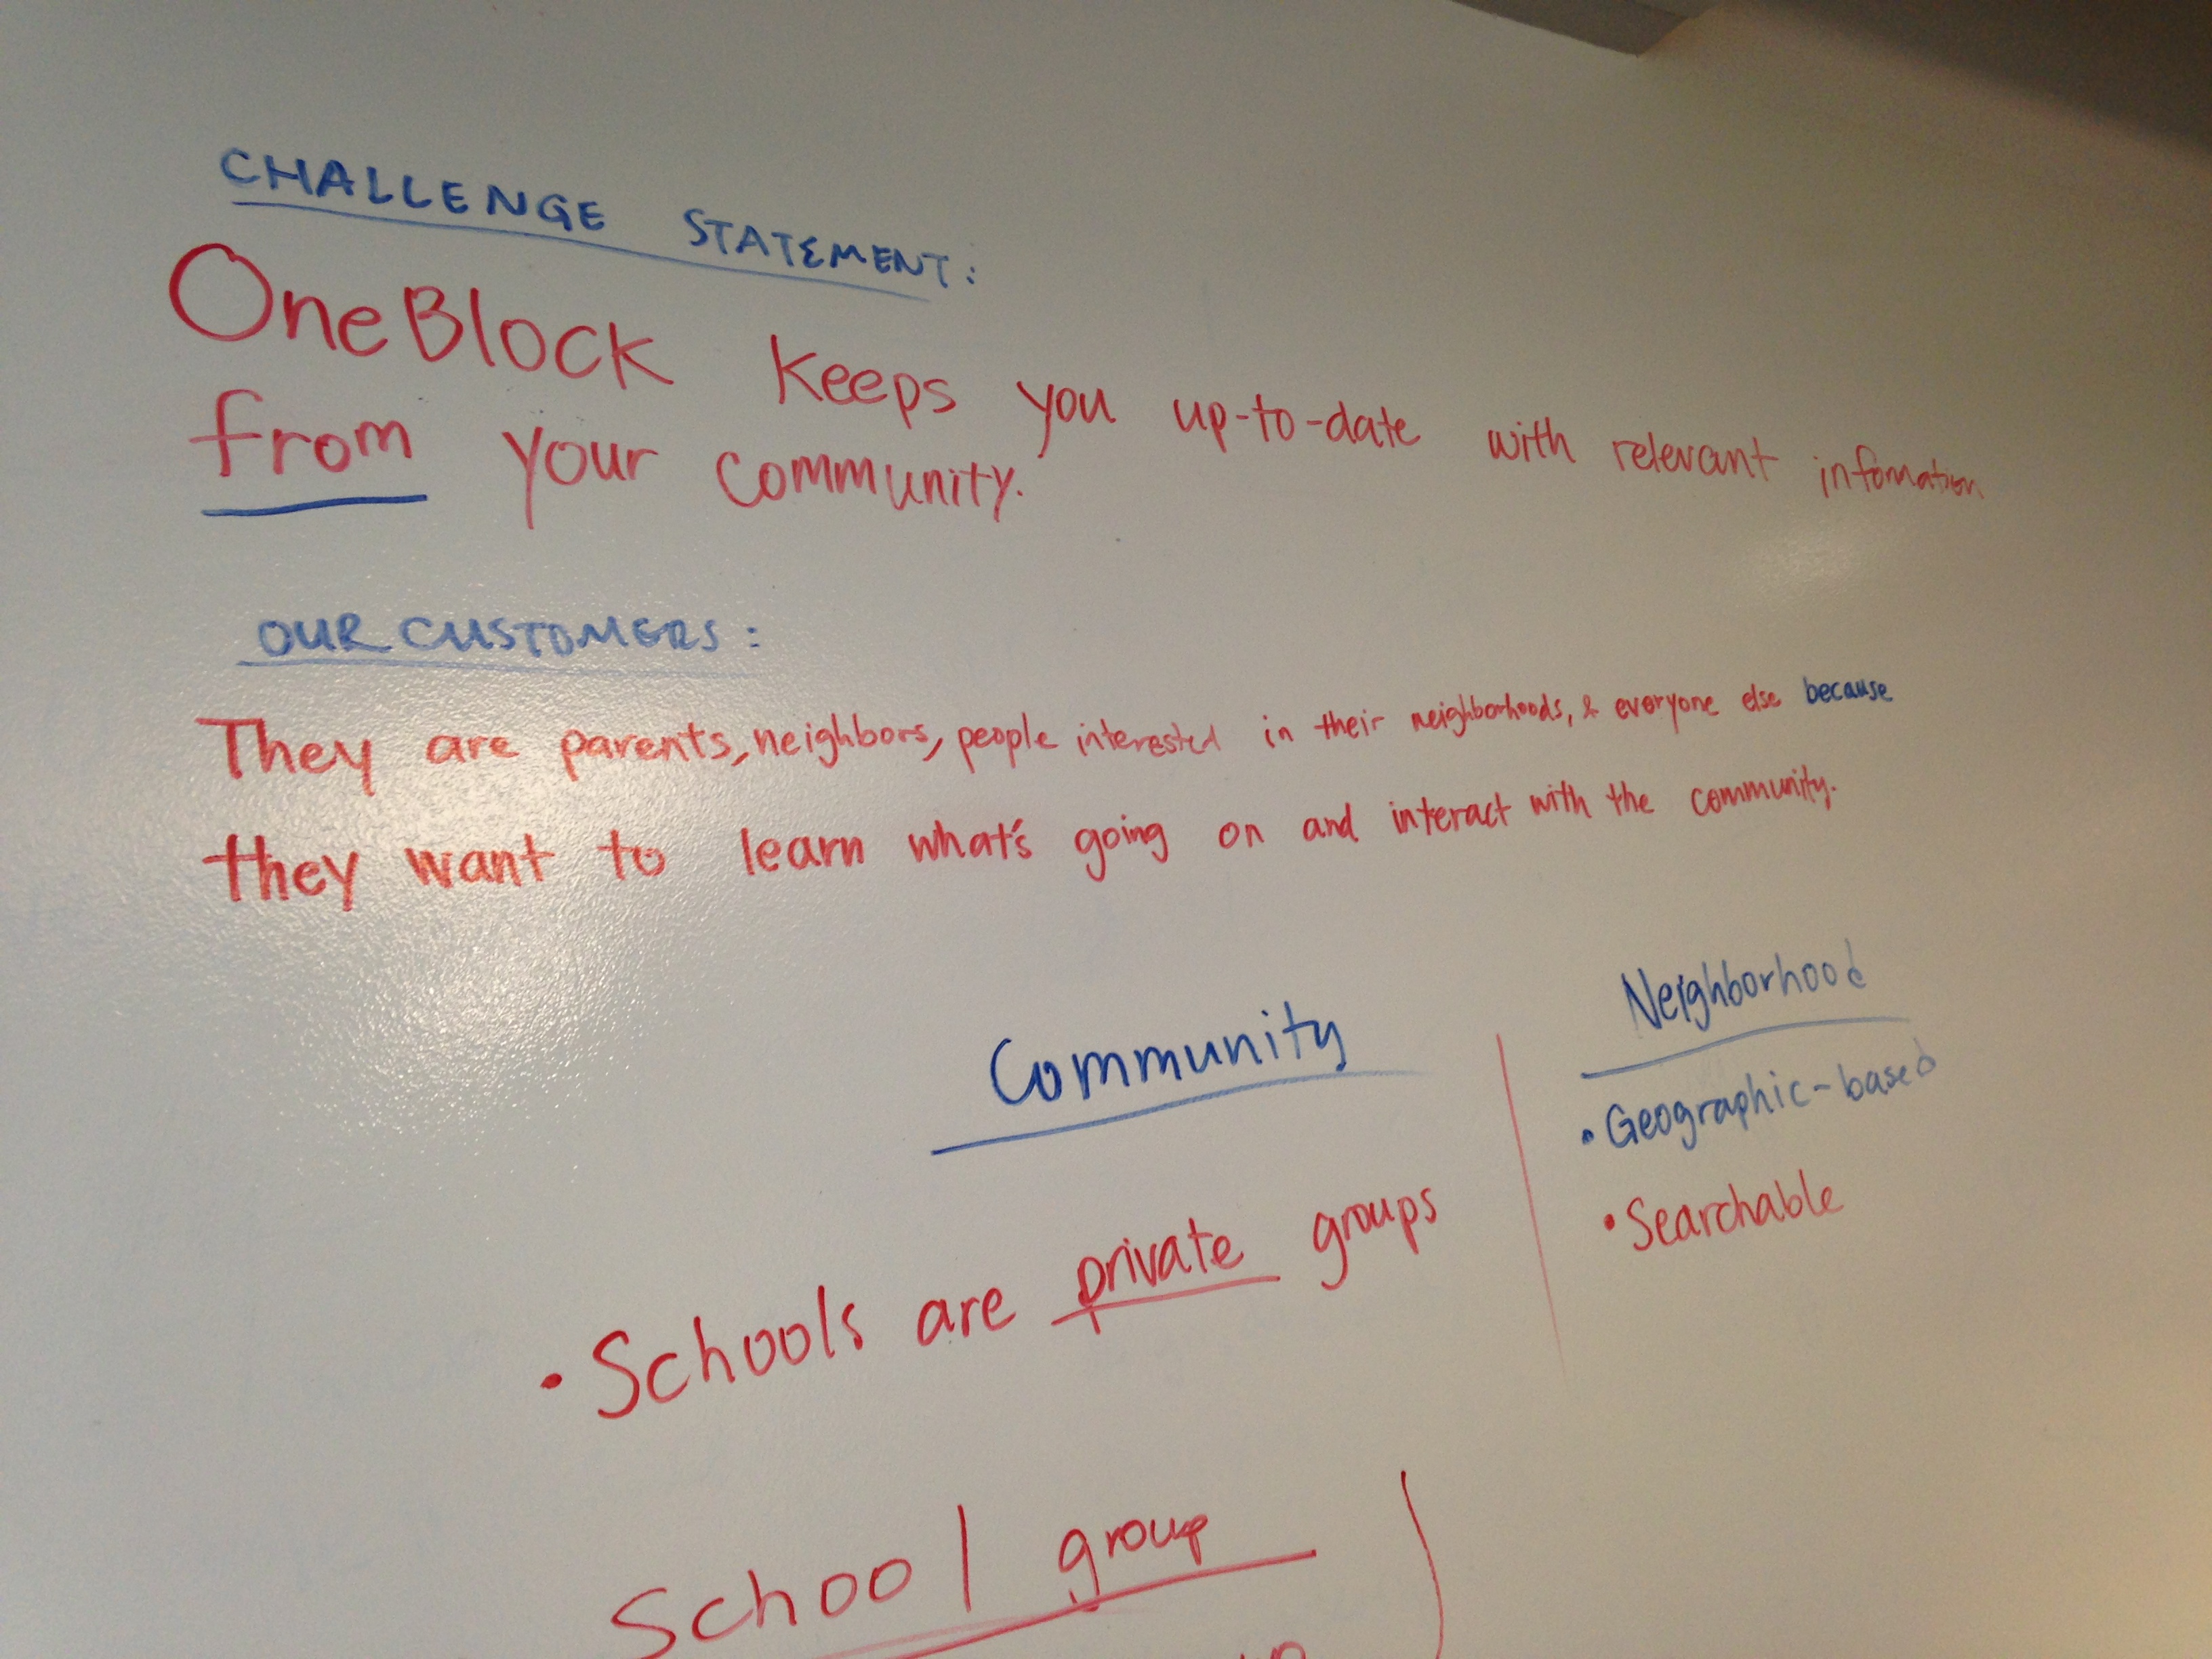 CHALLENGE STATEMENT:
OneBlock keeps you up-to-date with relevant infomation
from your community.
OUR CUSTOMERS:
They are parents, neighbors, people interested in their neighborhoods, & everyone else because
they want to learn what's going on and interact with the community.
Community
Neighborhood
• Geographic-based
• Searchable
• Schools are private groups
School group